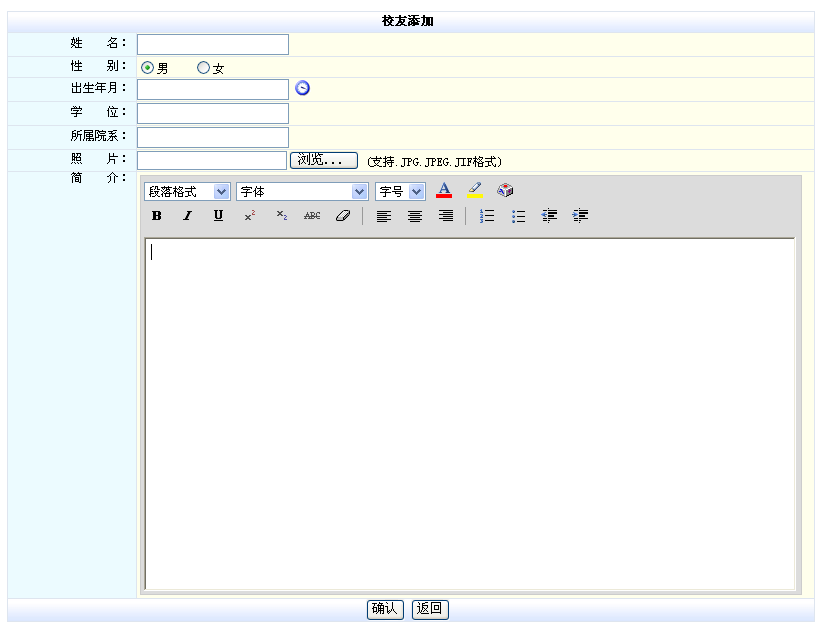 校友添加
姓　　名：
性　　别： 男 女
出生年月：
学　　位：
所属院系：
照　　片： 浏览... (支持.JPG.JPEG.JIF格式)
简　　介： 段落格式 字体 字号 A
B I U x² x₂ ABC
确认 返回